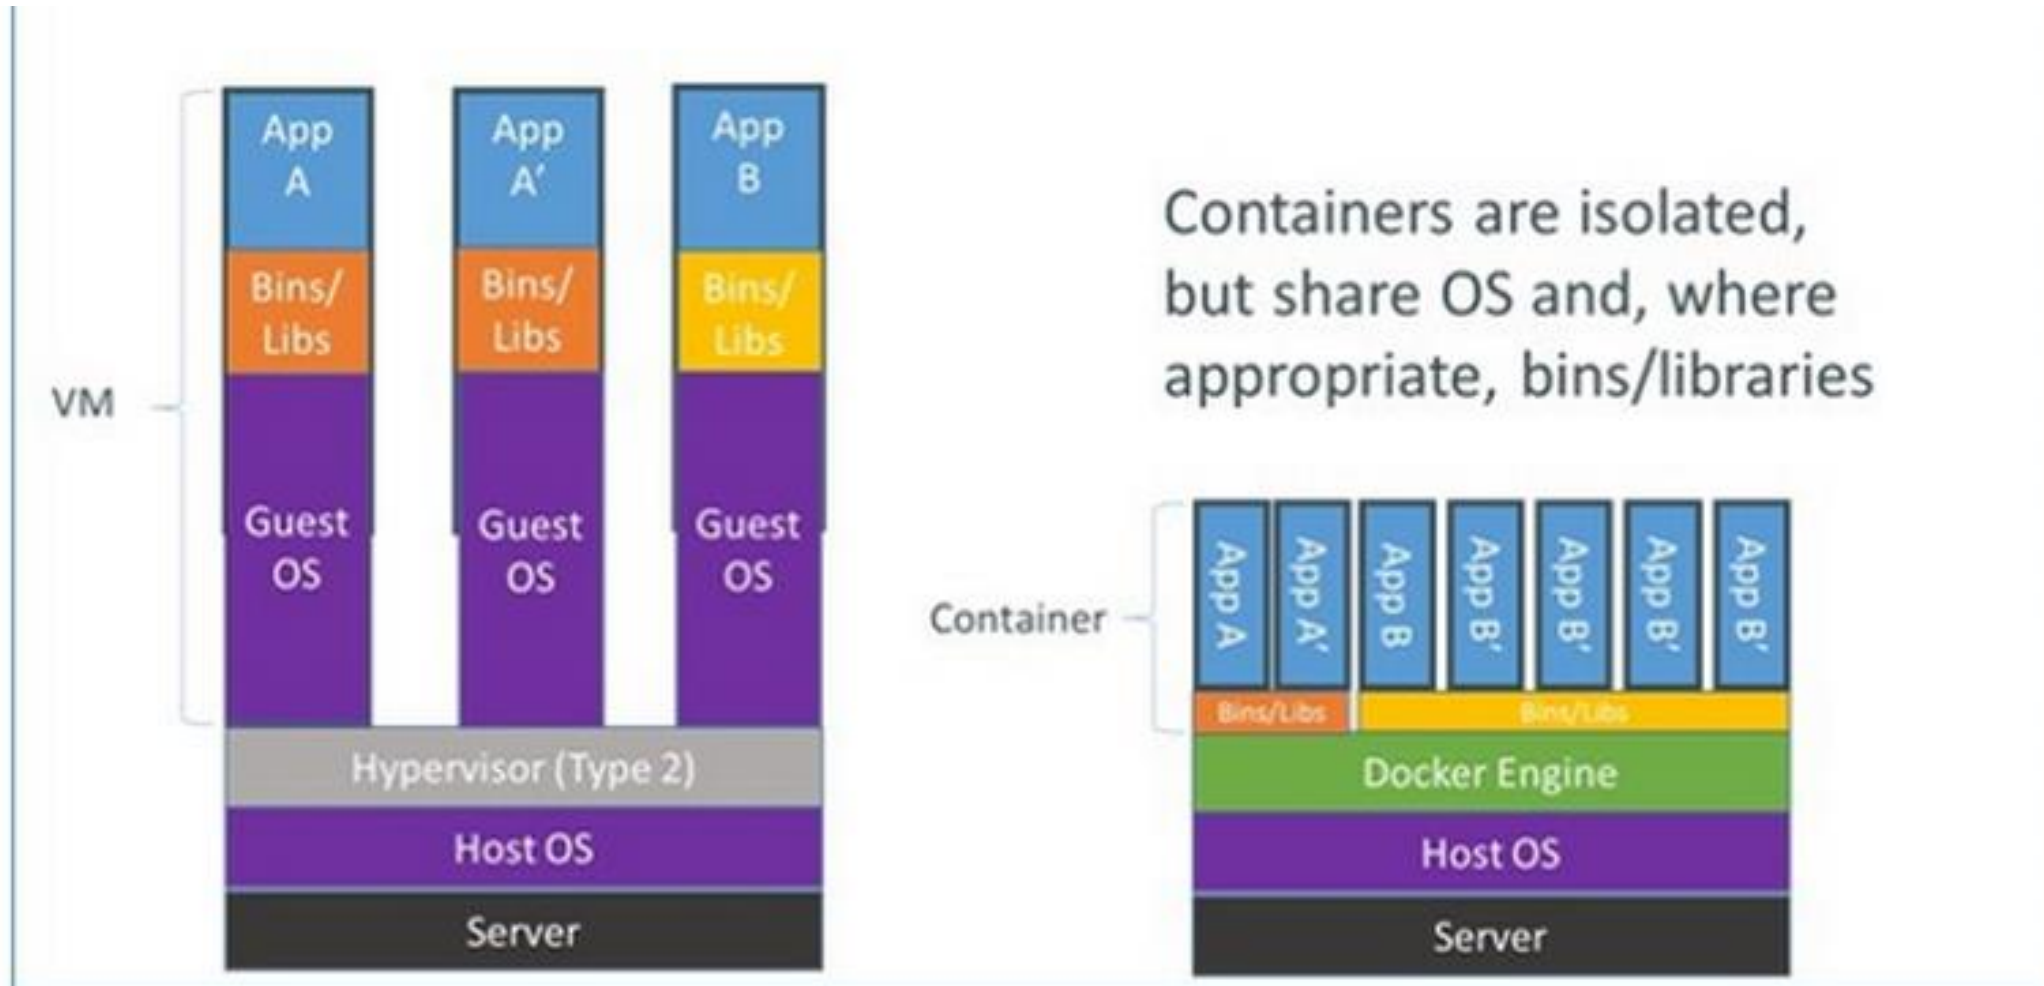 VM
App
A
Bins/
Libs
Guest
OS
App
A'
Bins/
Libs
Guest
OS
App
B
Bins/
Libs
Guest
OS
Hypervisor (Type 2)
Host OS
Server
Containers are isolated,
but share OS and, where
appropriate, bins/libraries
Container
App A
App A'
App B
App B'
App B'
App B'
App B'
Bins/Libs
Bins/Libs
Docker Engine
Host OS
Server